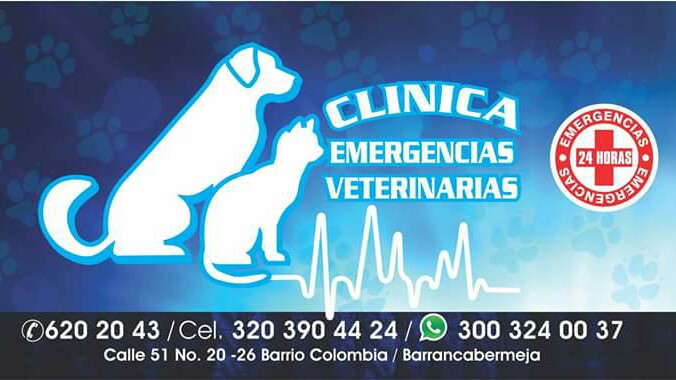 CLINICA
EMERGENCIAS
VETERINARIAS
EMERGENCIAS
24 HORAS
EMERGENCIAS
620 20 43 / Cel. 320 390 44 24 / 300 324 00 37
Calle 51 No. 20 -26 Barrio Colombia / Barrancabermeja